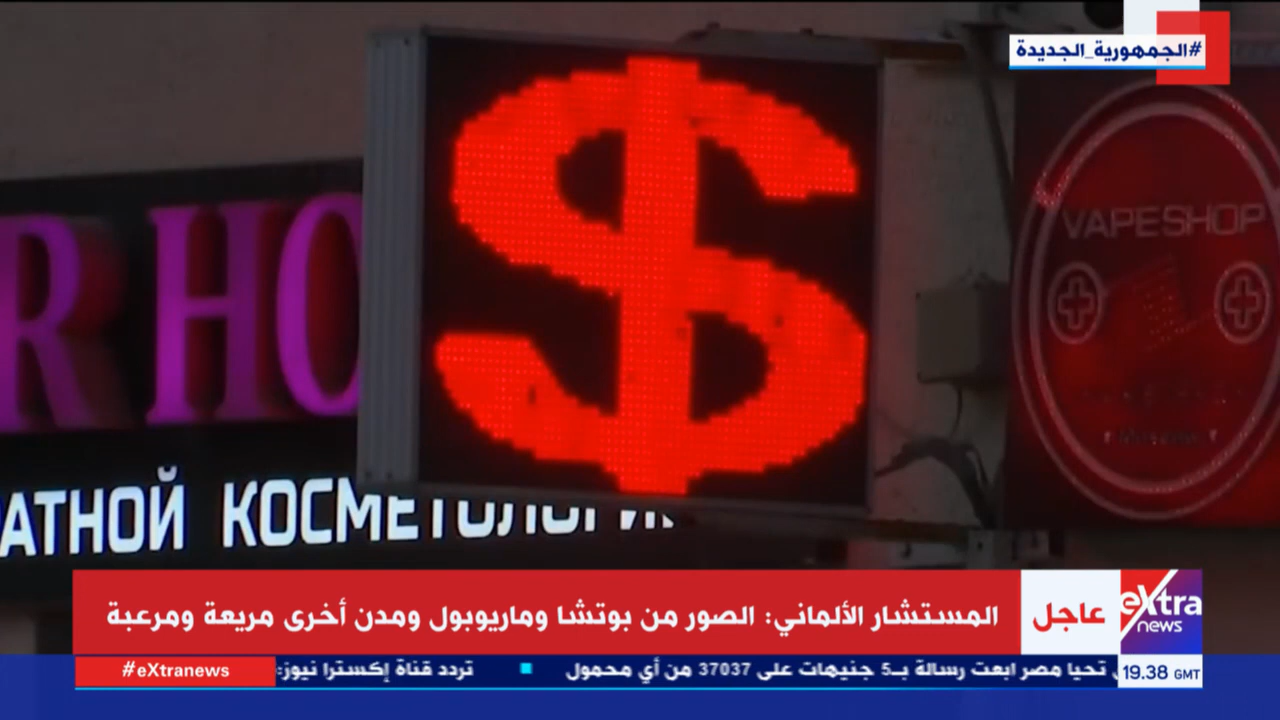 #الجمهورية_الجديدة
VAPESHOP
R HO
$
АТНОЙ КОСМЕТОЛОГИИ
المستشار الألماني: الصور من بوتشا وماريوبول ومدن أخرى مريعة ومرعبة
عاجل
eXtra
news
تحيا مصر ابعت رسالة بـ5 جنيهات على 37037 من أي محمول
تردد قناة إكسترا نيوز:
#eXtranews
19.38 GMT